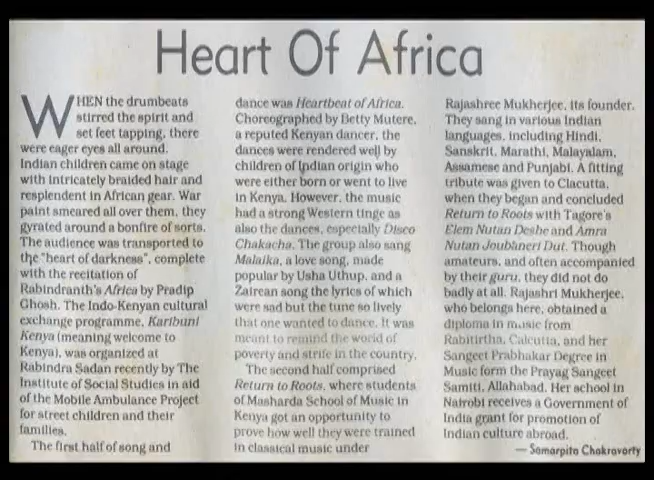 Heart Of Africa
WHEN the drumbeats
stirred the spirit and
set feet tapping, there
were eager eyes all around.
Indian children came on stage
with intricately braided hair and
resplendent in African gear. War
paint smeared all over them, they
gyrated around a bonfire of sorts.
The audience was transported to
the "heart of darkness", complete
with the recitation of
Rabindranth's Africa by Pradip
Ghosh. The Indo-Kenyan cultural
exchange programme, Karibuni
Kenya (meaning welcome to
Kenya), was organized at
Rabindra Sadan recently by The
Institute of Social Studies in aid
of the Mobile Ambulance Project
for street children and their
families.
The first half of song and
dance was Heartbeat of Africa.
Choreographed by Betty Mutere,
a reputed Kenyan dancer, the
dances were rendered well by
children of Indian origin who
were either born or went to live
in Kenya. However, the music
had a strong Western tinge as
also the dances, especially Disco
Chakacha. The group also sang
Malaika, a love song, made
popular by Usha Uthup, and a
Zairean song the lyrics of which
were sad but the tune so lively
that one wanted to dance. It was
meant to remind the world of
poverty and strife in the country.
The second half comprised
Return to Roots, where students
of Masharda School of Music in
Kenya got an opportunity to
prove how well they were trained
in classical music under
Rajashree Mukherjee, its founder.
They sang in various Indian
languages, including Hindi,
Sanskrit, Marathi, Malayalam,
Assamese and Punjabi. A fitting
tribute was given to Clacutta,
when they began and concluded
Return to Roots with Tagore's
Elem Nutan Deshe and Amra
Nutan Joubaneri Dut. Though
amateurs, and often accompanied
by their guru, they did not do
badly at all. Rajashri Mukherjee,
who belongs here, obtained a
diploma in music from
Rabitirtha, Calcutta, and her
Sangeet Prabhakar Degree in
Music form the Prayag Sangeet
Samiti, Allahabad. Her school in
Nairobi receives a Government of
India grant for promotion of
Indian culture abroad.
— Samarpita Chakravorty